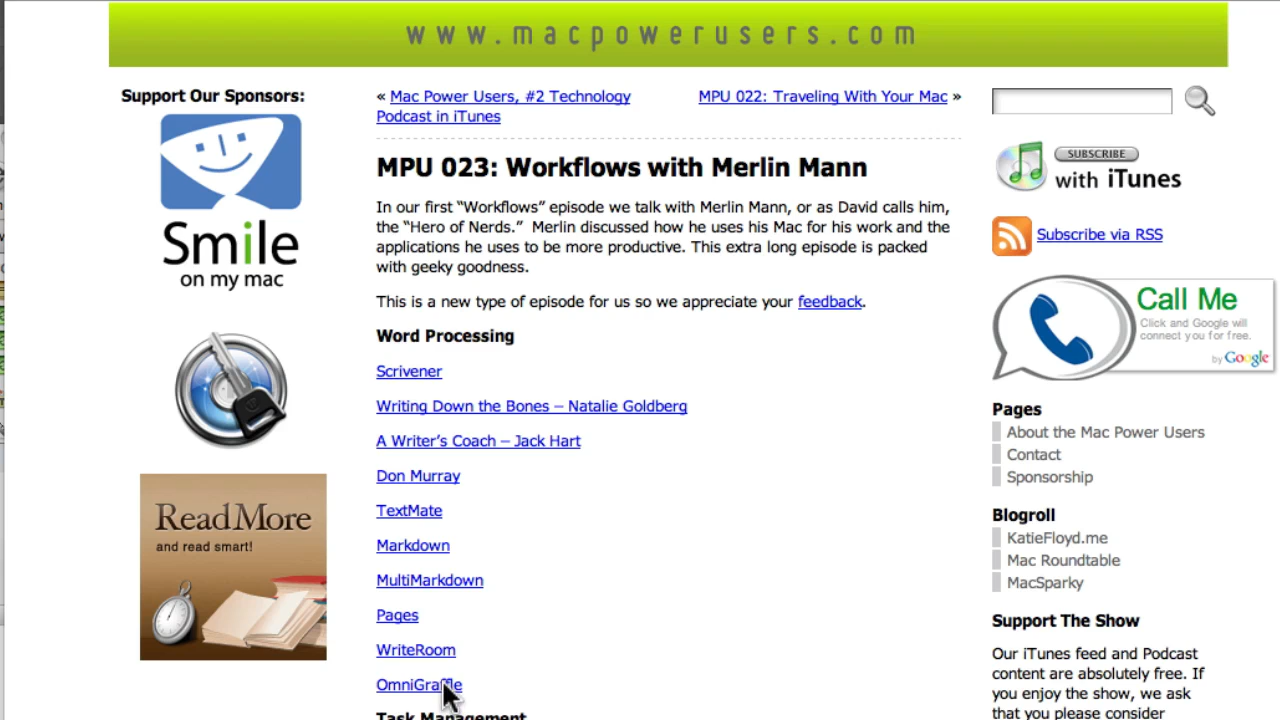 www.macpowerusers.com
Support Our Sponsors:
Smile
on my mac
ReadMore
and read smart!
« Mac Power Users, #2 Technology
Podcast in iTunes
MPU 022: Traveling With Your Mac »
MPU 023: Workflows with Merlin Mann
In our first “Workflows” episode we talk with Merlin Mann, or as David calls him,
the “Hero of Nerds.”  Merlin discussed how he uses his Mac for his work and the
applications he uses to be more productive. This extra long episode is packed
with geeky goodness.
This is a new type of episode for us so we appreciate your feedback.
Word Processing
Scrivener
Writing Down the Bones – Natalie Goldberg
A Writer’s Coach – Jack Hart
Don Murray
TextMate
Markdown
MultiMarkdown
Pages
WriteRoom
OmniGraffle
Task Management
SUBSCRIBE
with iTunes
Subscribe via RSS
Call Me
Click and Google will
connect you for free.
by Google
Pages
About the Mac Power Users
Contact
Sponsorship
Blogroll
KatieFloyd.me
Mac Roundtable
MacSparky
Support The Show
Our iTunes feed and Podcast
content are absolutely free. If
you enjoy the show, we ask
that you please consider